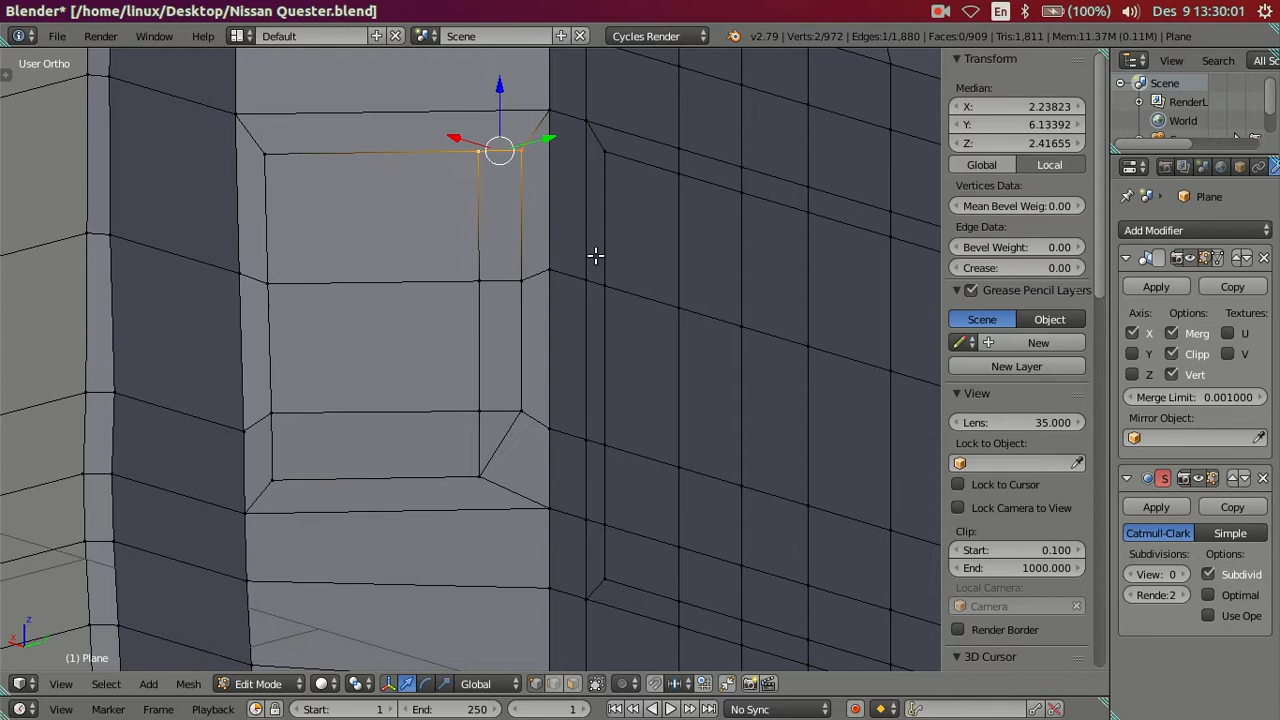 Blender* [/home/linux/Desktop/Nissan Quester.blend]
En (100%) Des 9 13:30:01
File Render Window Help Default Scene Cycles Render v2.79 | Verts:2/972 | Edges:1/1,880 | Faces:0/909 | Tris:1,811 | Mem:11.37M (0.11M) | Plane
User Ortho
Transform
Median:
X: 2.23823
Y: 6.13392
Z: 2.41655
Global Local
Vertices Data:
Mean Bevel Weig: 0.00
Edge Data:
Bevel Weight: 0.00
Crease: 0.00
Grease Pencil Layers
Scene Object
New
New Layer
View
Lens: 35.000
Lock to Object:
Lock to Cursor
Lock Camera to View
Clip:
Start: 0.100
End: 1000.000
Local Camera:
Camera
Render Border
3D Cursor
View Search All Sc
Scene
RenderL
World
Plane
Add Modifier
Apply Copy
Axis: Options: Textures:
X Merg U
Y Clipp V
Z Vert
Merge Limit: 0.001000
Mirror Object:
S
Apply Copy
Catmull-Clark Simple
Subdivisions: Options:
View: 0 Subdivid
Rende: 2 Optimal
Use Ope
z
x y
(1) Plane
View Select Add Mesh Edit Mode Global
View Marker Frame Playback Start: 1 End: 250 1 No Sync